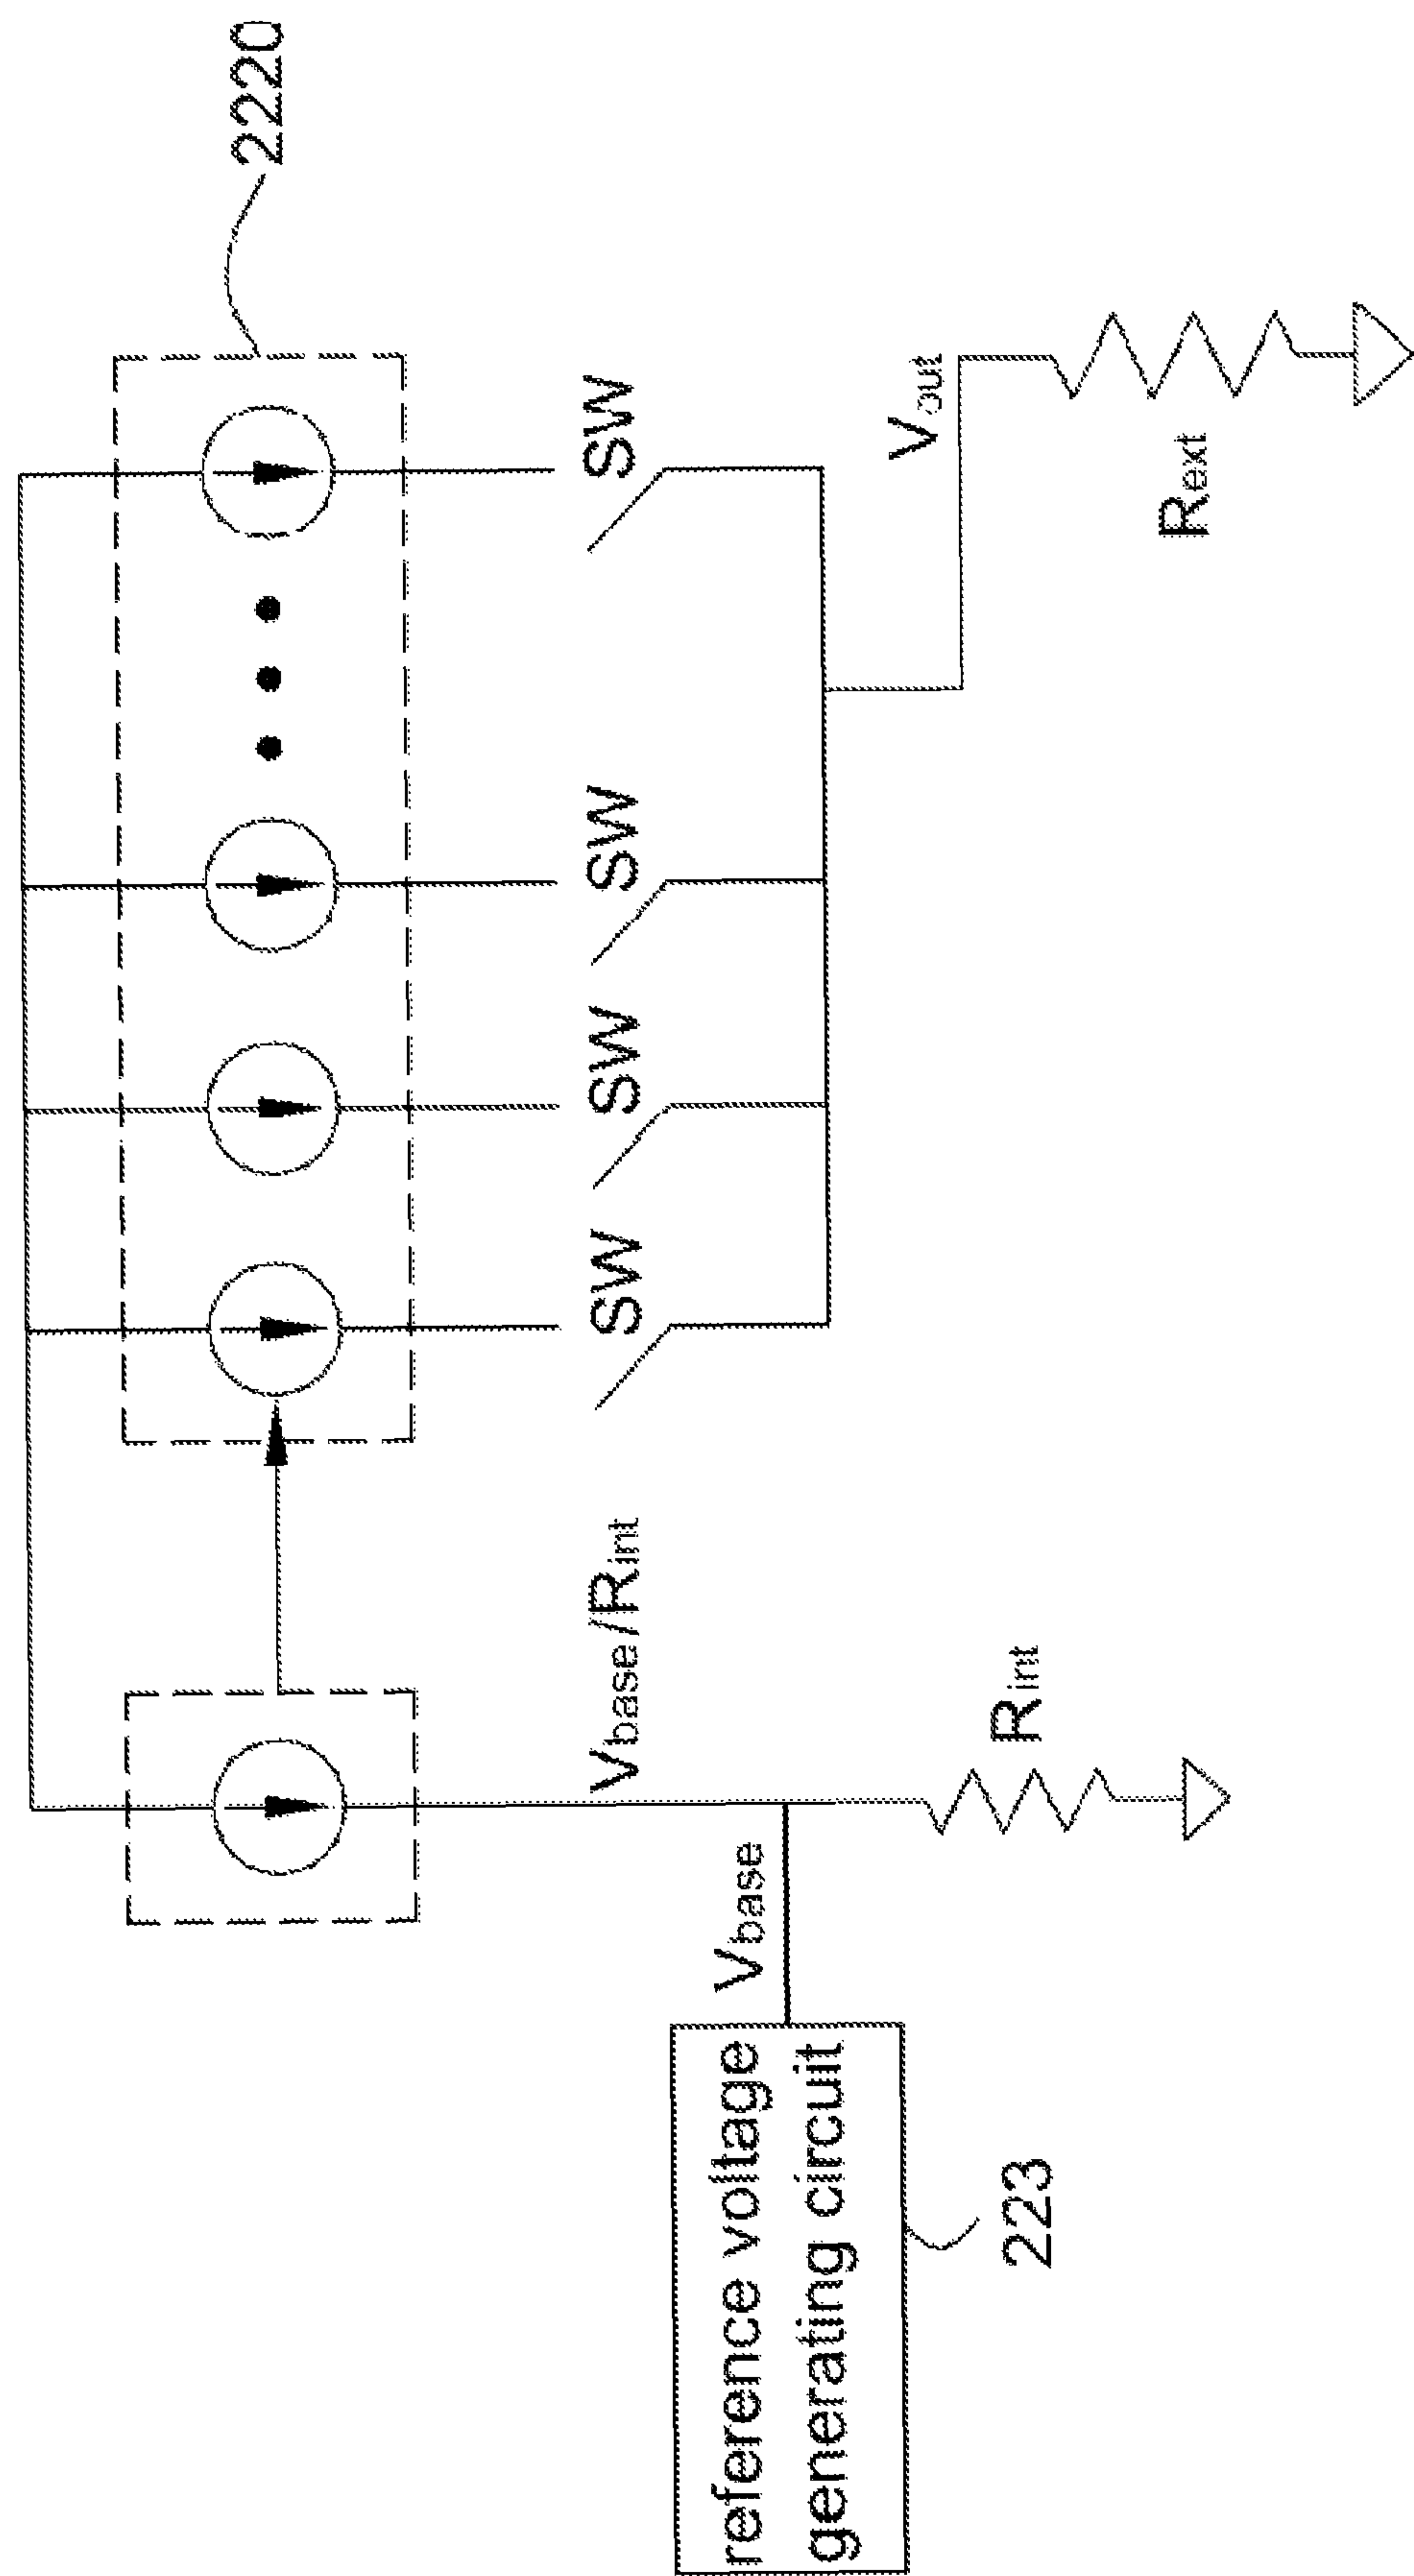 2220
SW
SW
SW
SW
Vbase/Rint
Vout
Rext
Rint
Vbase
reference voltage
generating circuit
223